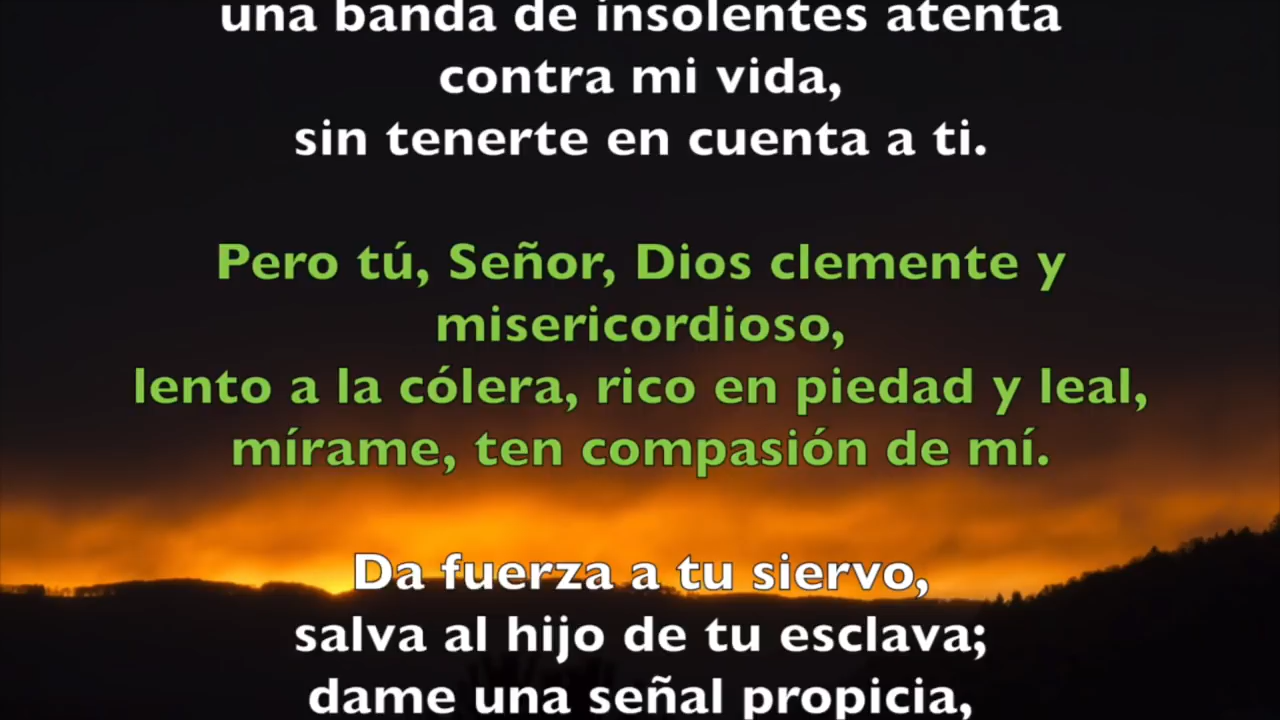 una banda de insolentes atenta
contra mi vida,
sin tenerte en cuenta a ti.
Pero tú, Señor, Dios clemente y
misericordioso,
lento a la cólera, rico en piedad y leal,
mírame, ten compasión de mí.
Da fuerza a tu siervo,
salva al hijo de tu esclava;
dame una señal propicia,